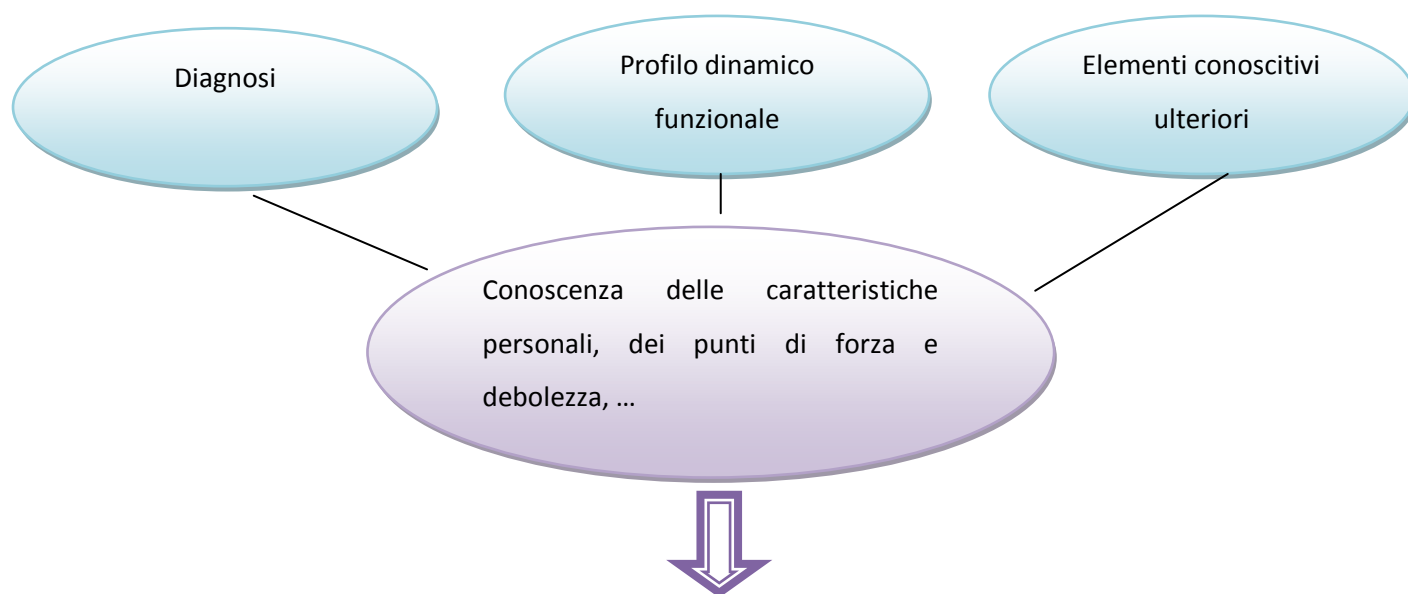 Diagnosi
Profilo dinamico
funzionale
Elementi conoscitivi
ulteriori
Conoscenza delle caratteristiche
personali, dei punti di forza e
debolezza, …